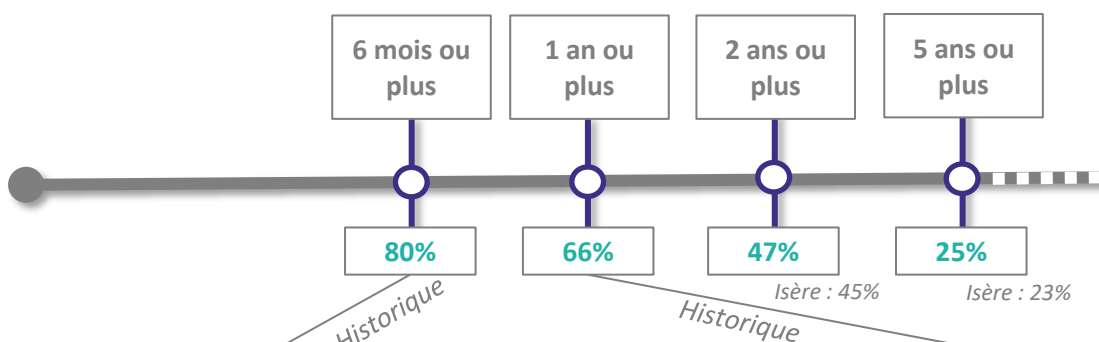 6 mois ou
plus
1 an ou
plus
2 ans ou
plus
5 ans ou
plus
80%
66%
47%
25%
Isère : 45%
Isère : 23%
Historique
Historique